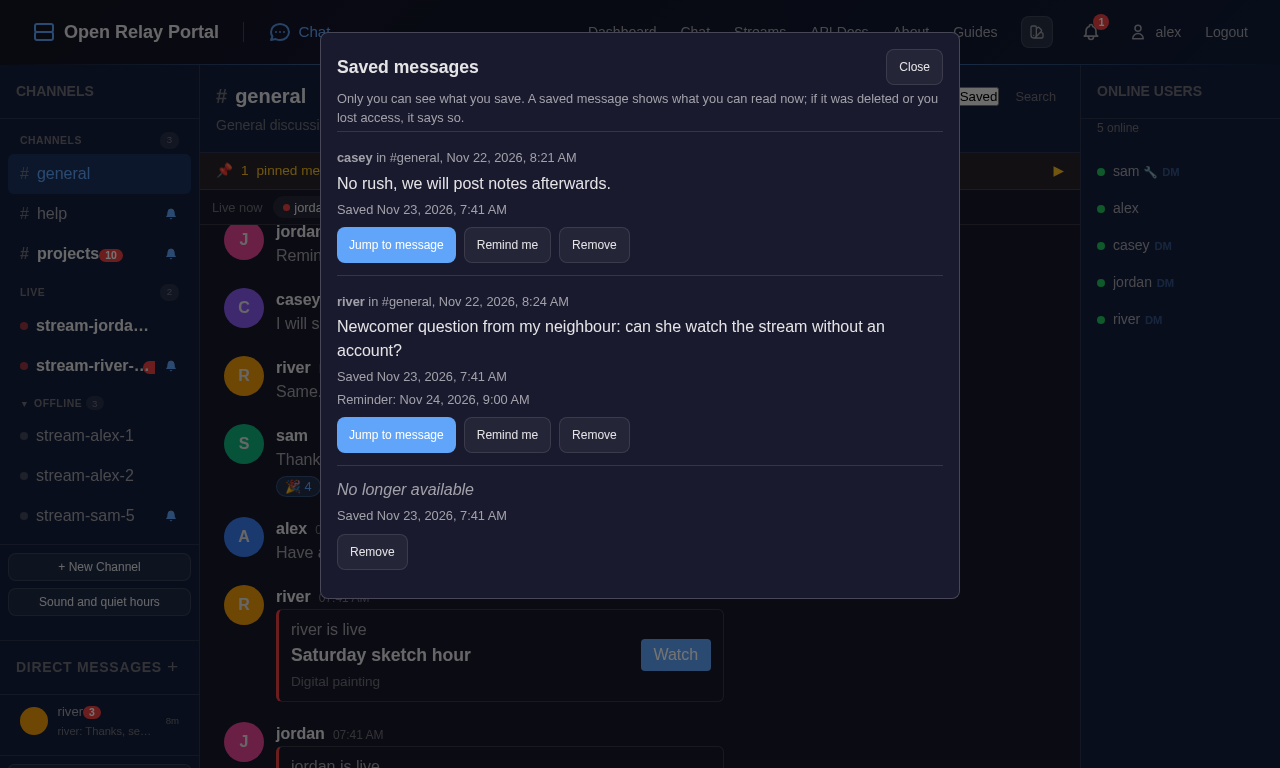 Open Relay Portal
Chat
Dashboard Chat Streams API Docs About Guides
1
alex
Logout
CHANNELS
CHANNELS 3
# general
# help
# projects 10
LIVE 2
stream-jorda…
stream-river-…
OFFLINE 3
stream-alex-1
stream-alex-2
stream-sam-5
+ New Channel
Sound and quiet hours
DIRECT MESSAGES +
river 3
river: Thanks, se…
8m
# general
General
Saved
Search
1 pinned
Live now
Saved messages
Close
Only you can see what you save. A saved message shows what you can read now; if it was deleted or you
lost access, it says so.
casey in #general, Nov 22, 2026, 8:21 AM
No rush, we will post notes afterwards.
Saved Nov 23, 2026, 7:41 AM
Jump to message
Remind me
Remove
river in #general, Nov 22, 2026, 8:24 AM
Newcomer question from my neighbour: can she watch the stream without an
account?
Saved Nov 23, 2026, 7:41 AM
Reminder: Nov 24, 2026, 9:00 AM
Jump to message
Remind me
Remove
No longer available
Saved Nov 23, 2026, 7:41 AM
Remove
J
C
casey
I will
R
river
Same.
S
sam
4
A
alex
Have
R
river
river is live
Saturday sketch hour
Digital painting
Watch
J
jordan 07:41 AM
jordan is live
ONLINE USERS
5 online
sam DM
alex
casey DM
jordan DM
river DM